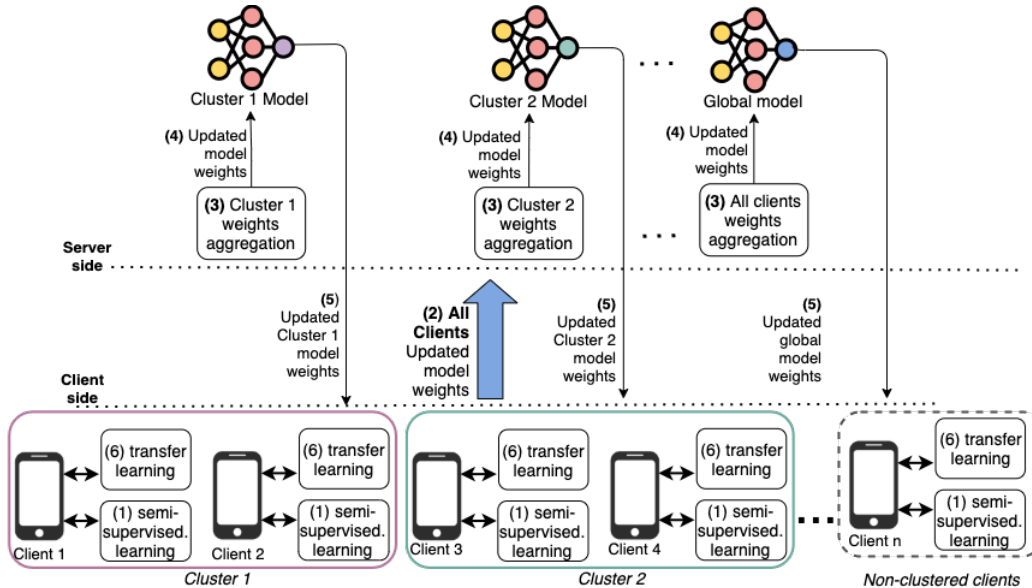 Cluster 1 Model
Cluster 2 Model
Global model
(4) Updated
model
weights
(4) Updated
model
weights
(4) Updated
model
weights
(3) Cluster 1
weights
aggregation
(3) Cluster 2
weights
aggregation
(3) All clients
weights
aggregation
Server
side
(5)
Updated
Cluster 1
model
weights
(2) All
Clients
Updated
model
weights
(5)
Updated
Cluster 2
model
weights
(5)
Updated
global
model
weights
Client
side
(6) transfer
learning
(1) semi-
supervised.
learning
Client 1
(6) transfer
learning
(1) semi-
supervised.
learning
Client 2
(6) transfer
learning
(1) semi-
supervised.
learning
Client 3
(6) transfer
learning
(1) semi-
supervised.
learning
Client 4
(6) transfer
learning
(1) semi-
supervised.
learning
Client n
Cluster 1
Cluster 2
Non-clustered clients